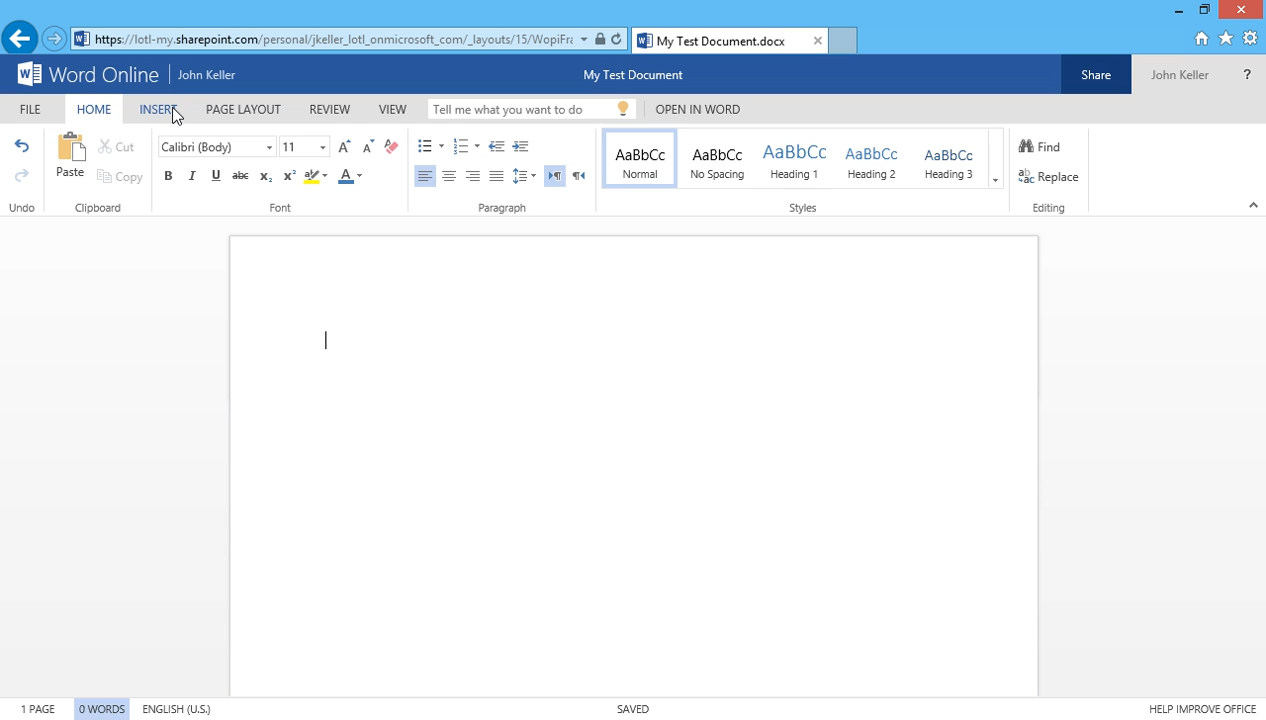 https://lotl-my.sharepoint.com/personal/jkeller_lotl_onmicrosoft_com/_layouts/15/WopiFra
My Test Document.docx
Word Online
John Keller
My Test Document
Share
John Keller
?
FILE
HOME
INSERT
PAGE LAYOUT
REVIEW
VIEW
Tell me what you want to do
OPEN IN WORD
Paste
Cut
Copy
Calibri (Body)
11
B I U abc x₂ x²
AaBbCc
Normal
AaBbCc
No Spacing
AaBbCc
Heading 1
AaBbCc
Heading 2
AaBbCc
Heading 3
Find
Replace
Undo
Clipboard
Font
Paragraph
Styles
Editing
1 PAGE
0 WORDS
ENGLISH (U.S.)
SAVED
HELP IMPROVE OFFICE